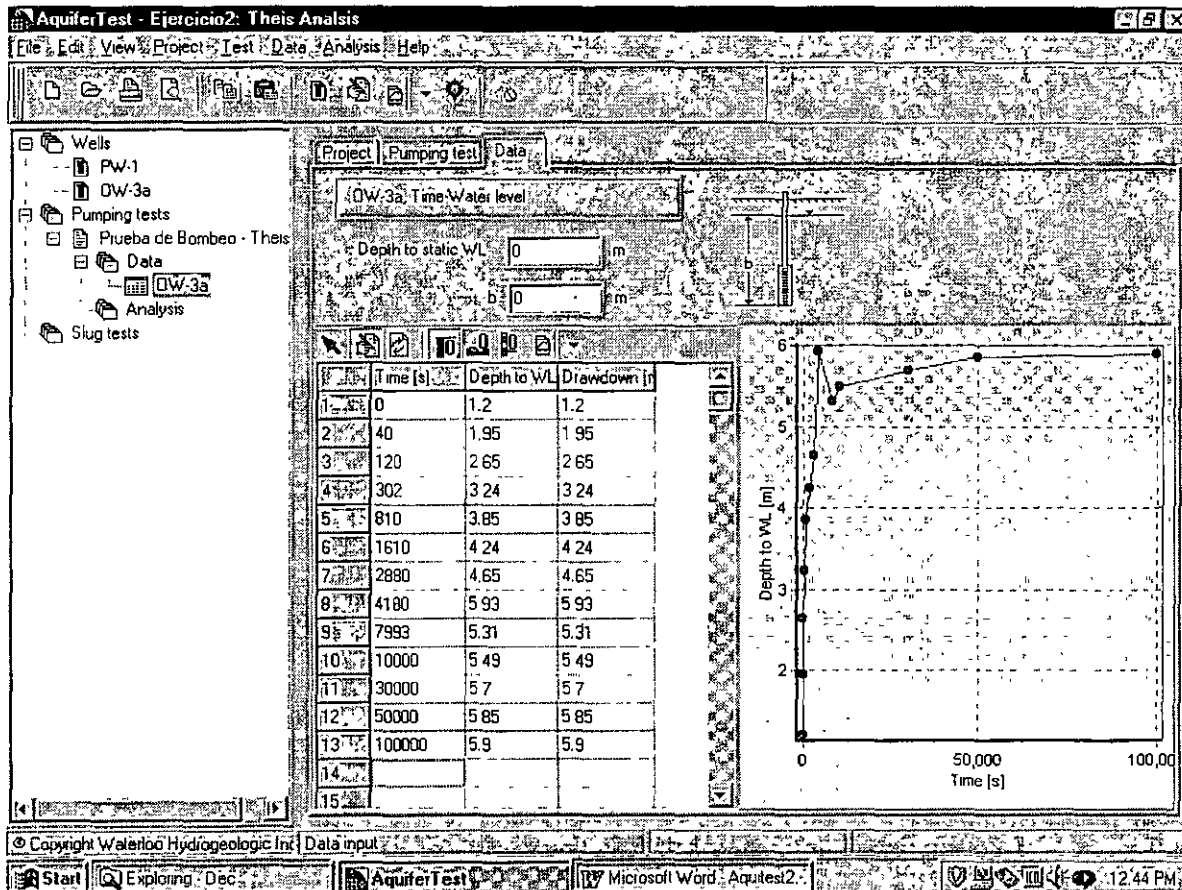 AquiferTest - Ejercicio2: Theis Analsis
File Edit View Project Test Data Analysis Help
Wells
PW-1
OW-3a
Pumping tests
Prueba de Bombeo - Theis
Data
OW-3a
Analysis
Slug tests
Project Pumping test Data
OW-3a, Time-Water level
Depth to static WL 0 m
b 0 m
b
Time [s] Depth to WL Drawdown [r
1 0 1.2 1.2
2 40 1.95 1 95
3 120 2 65 2 65
4 302 3 24 3 24
5 810 3.85 3 85
6 1610 4 24 4 24
7 2880 4.65 4.65
8 4180 5 93 5 93
9 7993 5.31 5.31
10 10000 5 49 5 49
11 30000 5 7 5 7
12 50000 5 85 5 85
13 100000 5.9 5.9
14
15
Depth to WL [m]
6
5
4
3
2
0 50,000 100,00
Time [s]
© Copyright Waterloo Hydrogeologic Inc Data input
Start Exploring - Dec AquiferTest Microsoft Word - Aquitest2. 12:44 PM